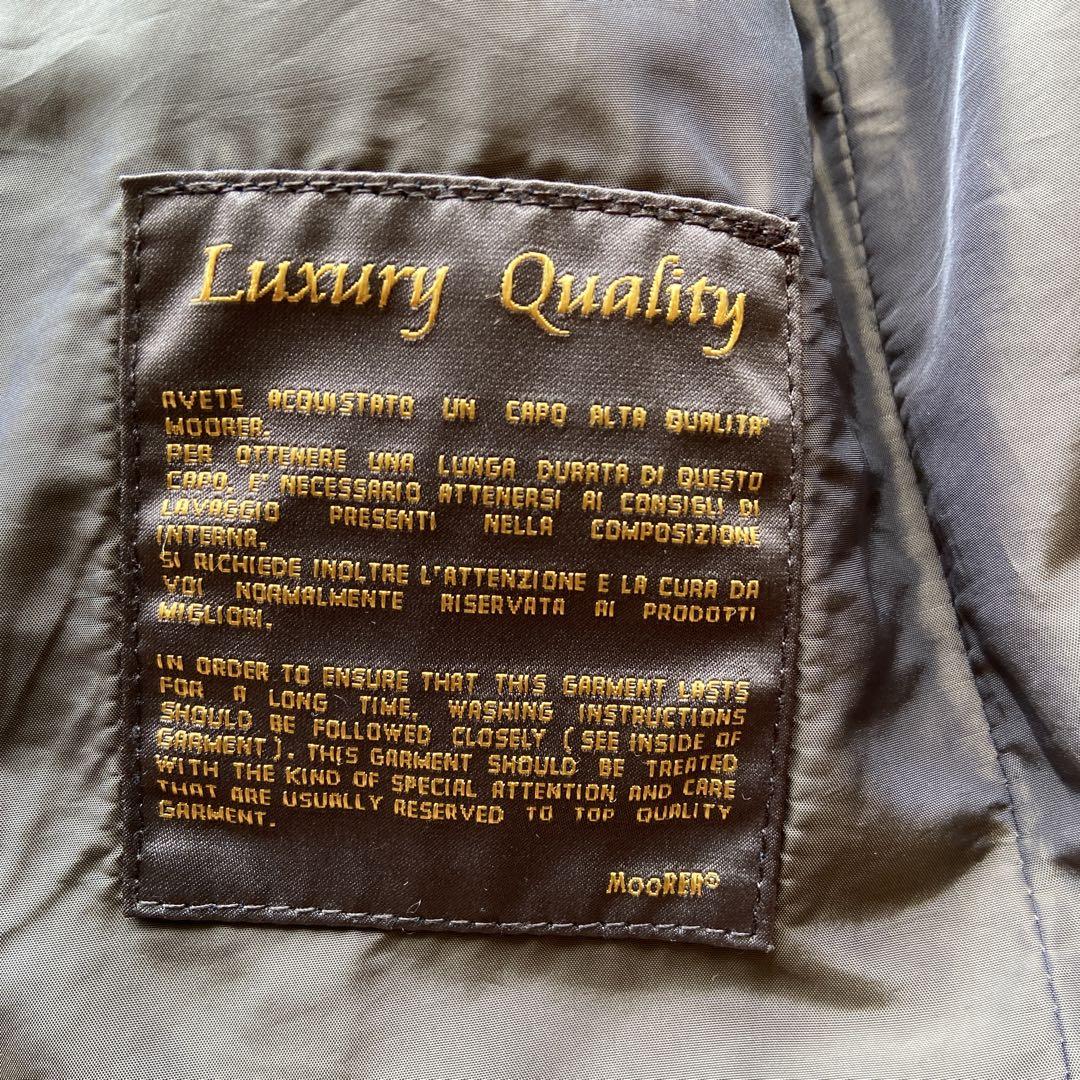 Luxury Quality
AVETE ACQUISTATO UN CAPO ALTA QUALITA'
MOORER.
PER OTTENERE UNA LUNGA DURATA DI QUESTO
CAPO, E' NECESSARIO ATTENERSI AI CONSIGLI DI
LAVAGGIO PRESENTI NELLA COMPOSIZIONE
INTERNA.
SI RICHIEDE INOLTRE L'ATTENZIONE E LA CURA DA
VOI NORMALMENTE RISERVATA AI PRODOTTI
MIGLIORI.
IN ORDER TO ENSURE THAT THIS GARMENT LASTS
FOR A LONG TIME, WASHING INSTRUCTIONS
SHOULD BE FOLLOWED CLOSELY (SEE INSIDE OF
GARMENT). THIS GARMENT SHOULD BE TREATED
WITH THE KIND OF SPECIAL ATTENTION AND CARE
THAT ARE USUALLY RESERVED TO TOP QUALITY
GARMENT.
MOORER®